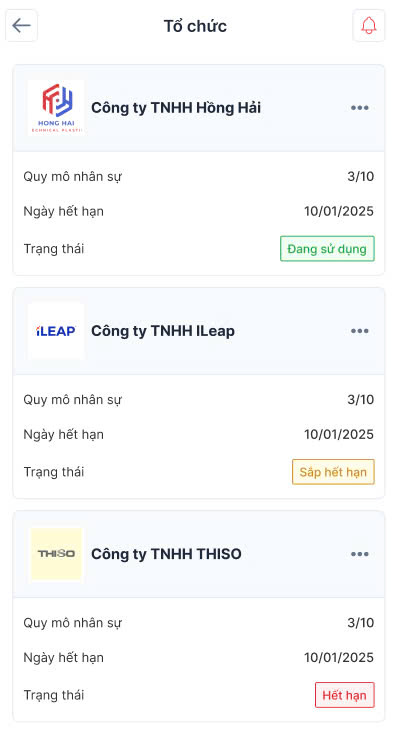 Tổ chức
HONG HAI
ECHNICAL PLASTI
Công ty TNHH Hồng Hải
Quy mô nhân sự 3/10
Ngày hết hạn 10/01/2025
Trạng thái Đang sử dụng
iLEAP
Công ty TNHH ILeap
Quy mô nhân sự 3/10
Ngày hết hạn 10/01/2025
Trạng thái Sắp hết hạn
THISO
Công ty TNHH THISO
Quy mô nhân sự 3/10
Ngày hết hạn 10/01/2025
Trạng thái Hết hạn